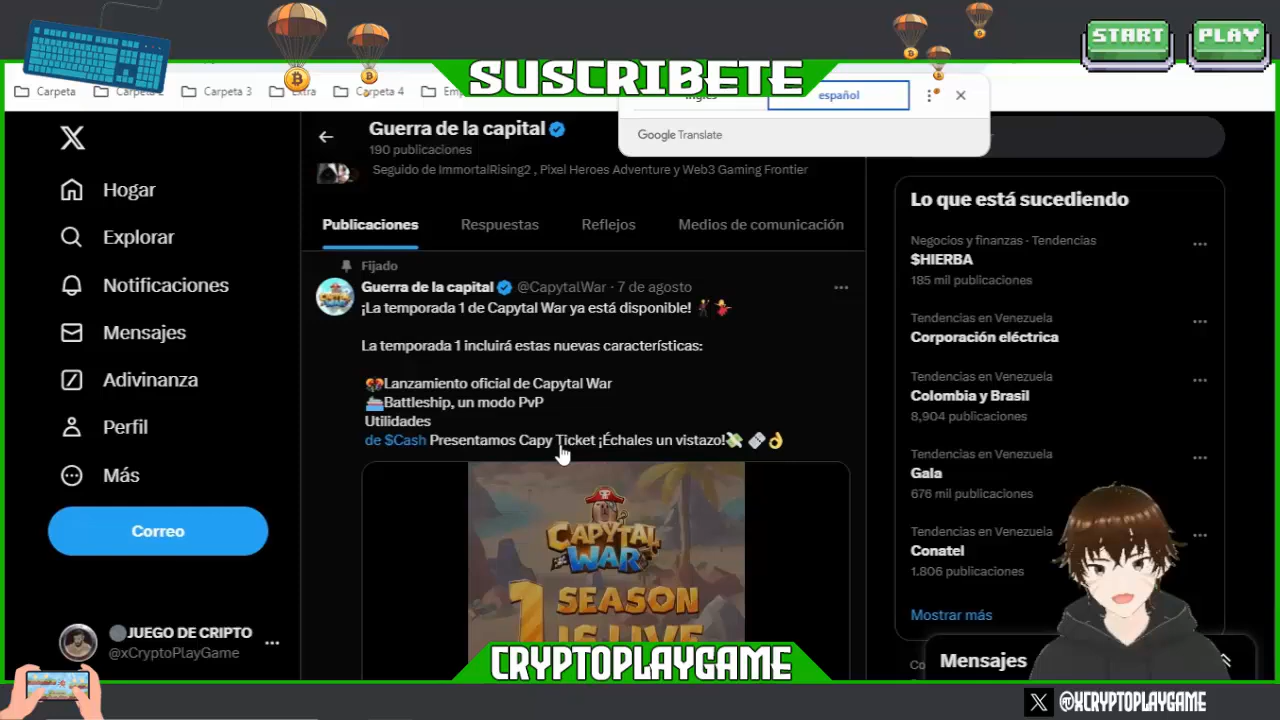 START
PLAY
SUSCRIBETE
Carpeta
Carpeta 2
Carpeta 3
Extra
Carpeta 4
español
Google Translate
Guerra de la capital
190 publicaciones
Seguido de ImmortalRising2 , Pixel Heroes Adventure y Web3 Gaming Frontier
Hogar
Explorar
Notificaciones
Mensajes
Adivinanza
Perfil
Más
Correo
JUEGO DE CRIPTO
@xCryptoPlayGame
Publicaciones
Respuestas
Reflejos
Medios de comunicación
Fijado
Guerra de la capital @CapytalWar · 7 de agosto
¡La temporada 1 de Capytal War ya está disponible!
La temporada 1 incluirá estas nuevas características:
Lanzamiento oficial de Capytal War
Battleship, un modo PvP
Utilidades
de $Cash Presentamos Capy Ticket ¡Échales un vistazo!
CAPYTAL
WAR
1 SEASON
IS LIVE
Lo que está sucediendo
Negocios y finanzas · Tendencias
$HIERBA
185 mil publicaciones
Tendencias en Venezuela
Corporación eléctrica
Tendencias en Venezuela
Colombia y Brasil
8,904 publicaciones
Tendencias en Venezuela
Gala
676 mil publicaciones
Tendencias en Venezuela
Conatel
1.806 publicaciones
Mostrar más
Co
Mensajes
CRYPTOPLAYGAME
@XCRYPTOPLAYGAME